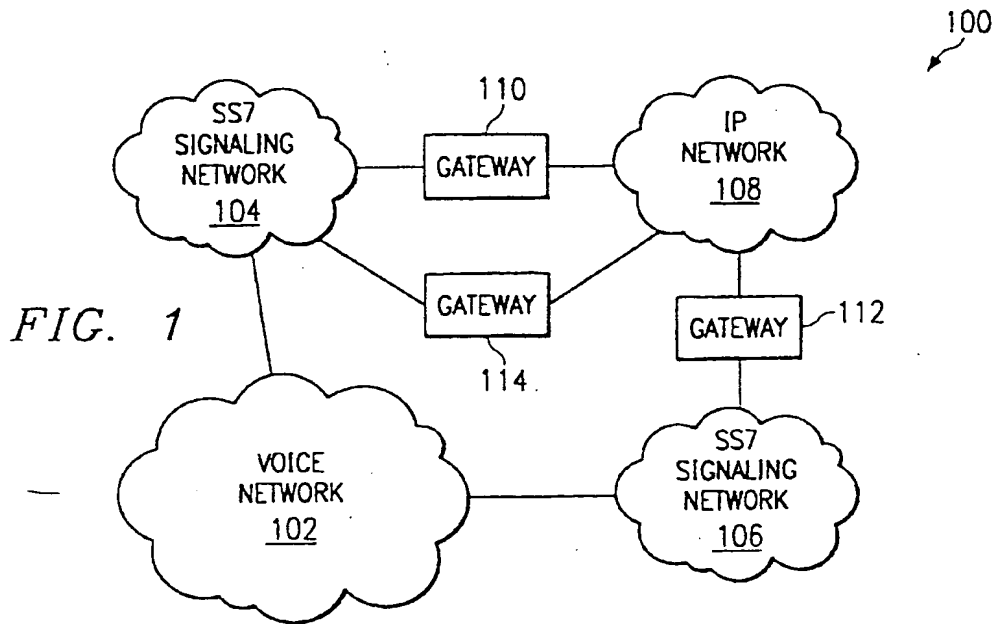 100
SS7
SIGNALING
NETWORK
104
110
GATEWAY
IP
NETWORK
108
GATEWAY
114
GATEWAY
112
FIG. 1
VOICE
NETWORK
102
SS7
SIGNALING
NETWORK
106